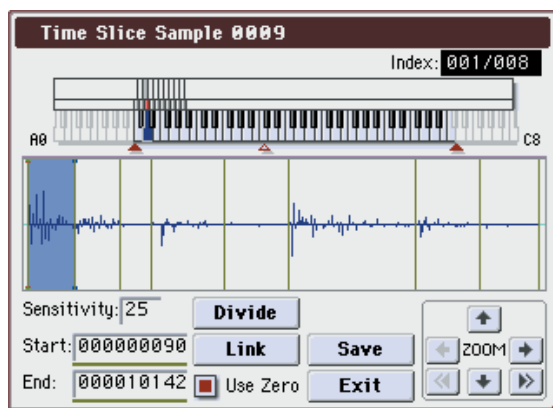 Time Slice Sample 0009
Index: 001/008
A0 C8
Sensitivity: 25 Divide
Start: 000000090 Link Save ZOOM
End: 000010142 Use Zero Exit